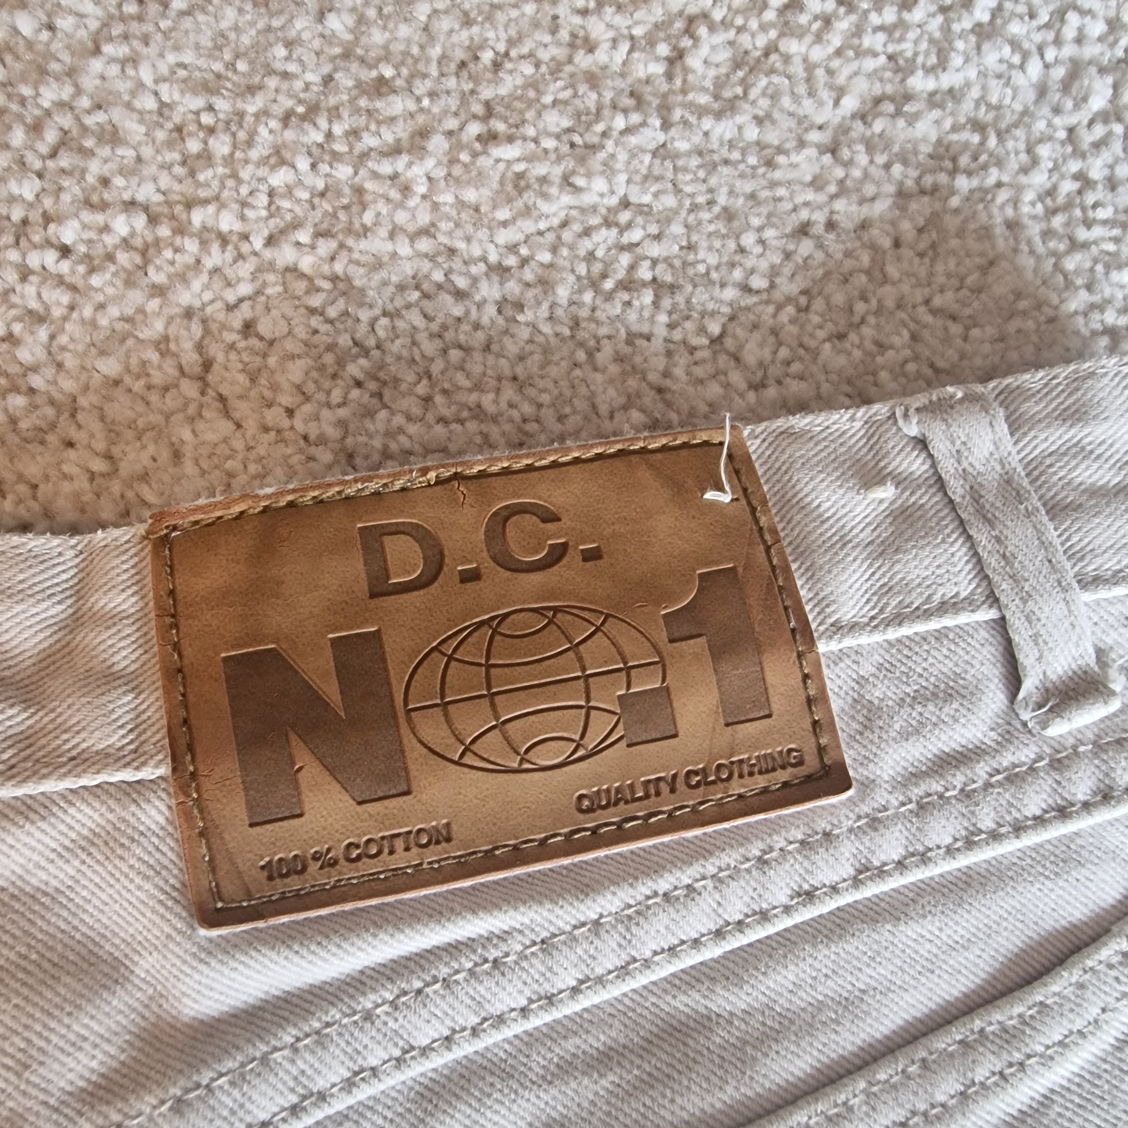 D.C.
NO.1
100 % COTTON
QUALITY CLOTHING